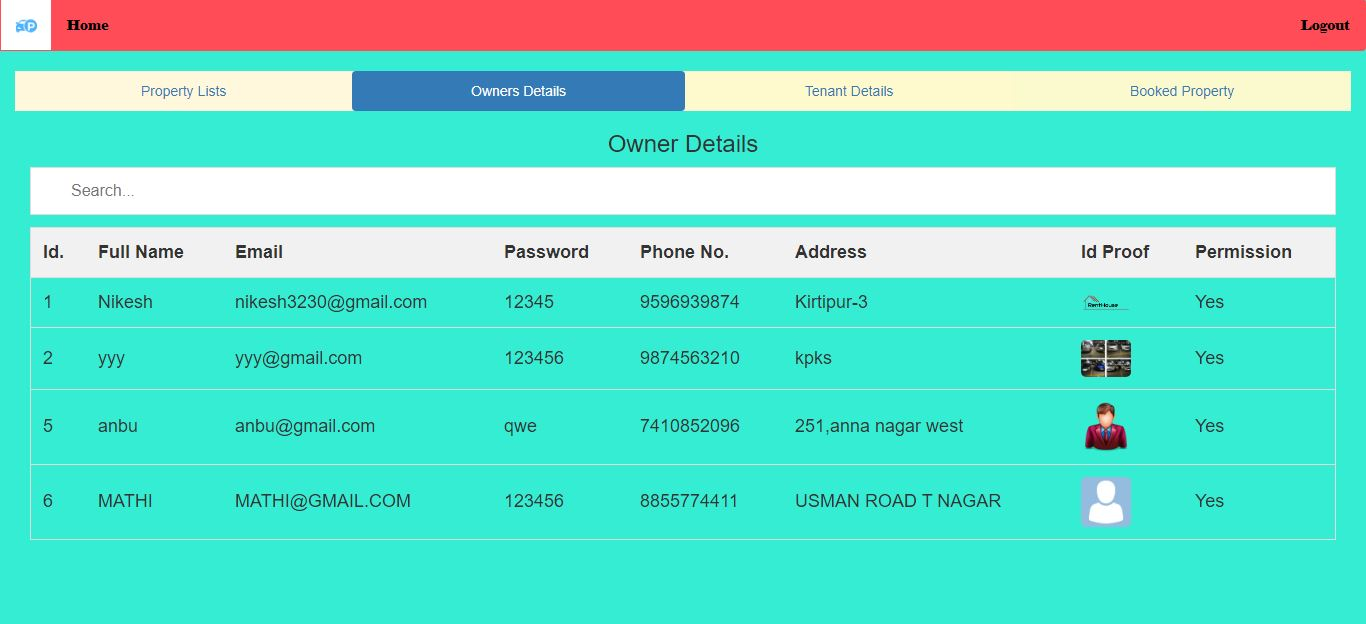 P Home Logout
Property Lists Owners Details Tenant Details Booked Property
Owner Details
Search...
Id. Full Name Email Password Phone No. Address Id Proof Permission
1 Nikesh nikesh3230@gmail.com 12345 9596939874 Kirtipur-3 RentHouse Yes
2 yyy yyy@gmail.com 123456 9874563210 kpks Yes
5 anbu anbu@gmail.com qwe 7410852096 251,anna nagar west Yes
6 MATHI MATHI@GMAIL.COM 123456 8855774411 USMAN ROAD T NAGAR Yes